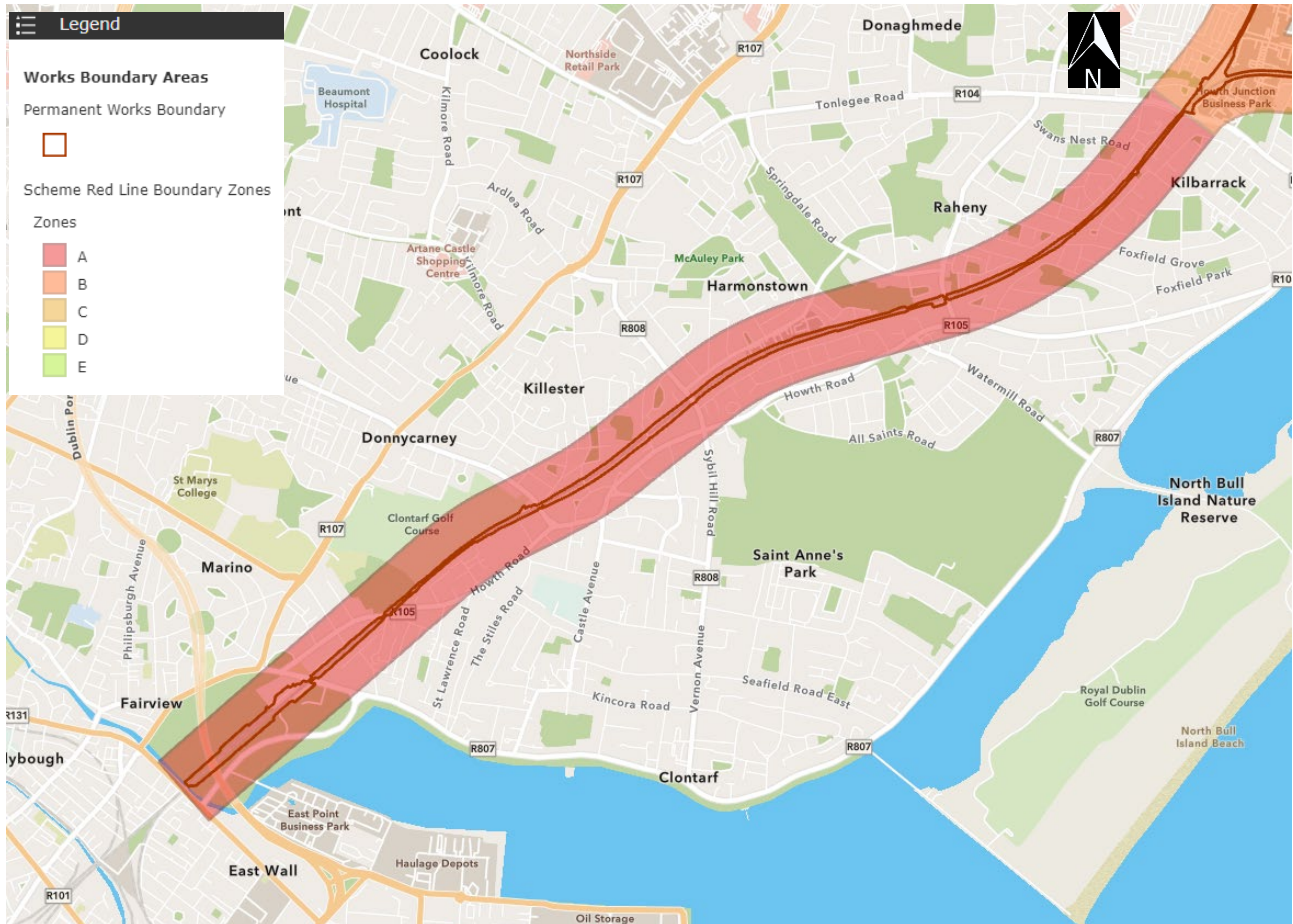 Legend
Works Boundary Areas
Permanent Works Boundary
Scheme Red Line Boundary Zones
Zones
A
B
C
D
E
N
Donaghmede
Coolock
R107
Northside
Retail Park
Beaumont
Hospital
Kilmore Road
Tonlegee Road
R104
Howth Junction
Business Park
Swans Nest Road
R107
Springdale Road
Kilbarrack
Ardlea Road
Raheny
ont
Artane Castle
Shopping
Centre
Kilmore Road
McAuley Park
Foxfield Grove
Foxfield Park
R10
Harmonstown
R808
R105
Killester
Howth Road
Watermill Road
Donnycarney
All Saints Road
R807
Dublin Por
St Marys
College
Sybil Hill Road
North Bull
Island Nature
Reserve
Clontarf Golf
Course
R107
Philipsburgh Avenue
Marino
Howth Road
Saint Anne's
Park
R808
R105
Castle Avenue
The Stiles Road
St Lawrence Road
Vernon Avenue
Seafield Road East
Kincora Road
Royal Dublin
Golf Course
Fairview
R131
North Bull
Island Beach
R807
R807
lybough
Clontarf
East Point
Business Park
Haulage Depots
East Wall
R101
Oil Storage